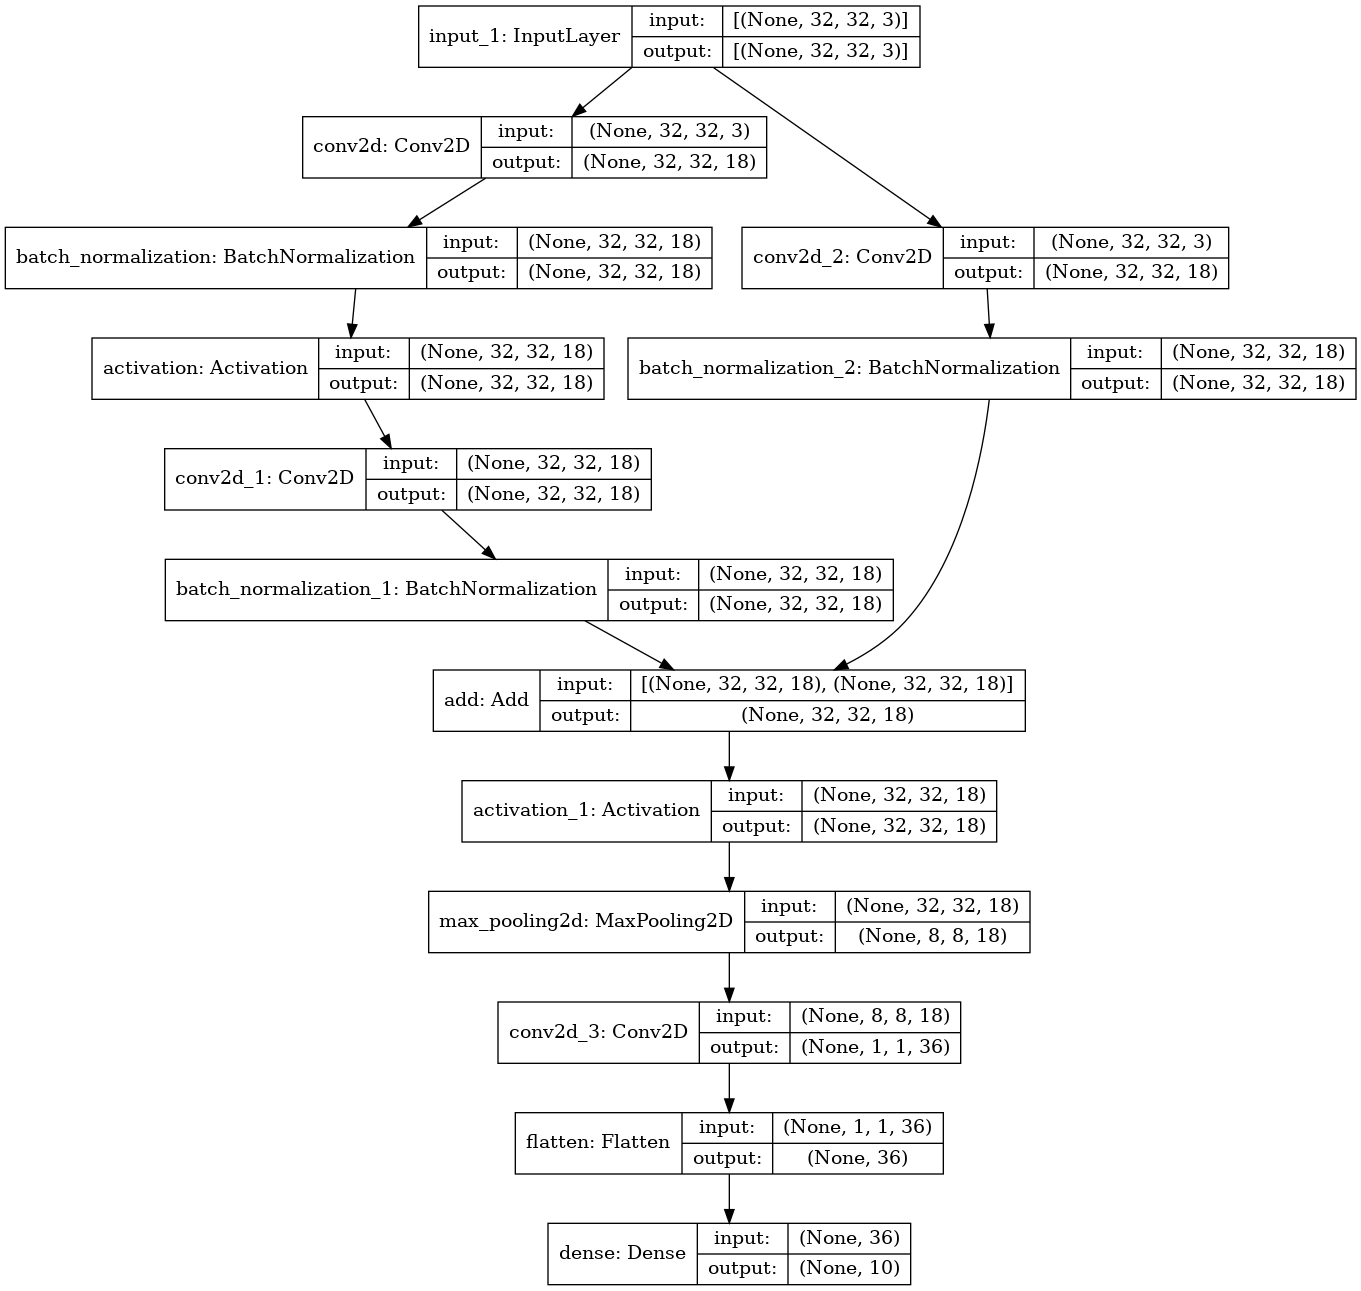 input_1: InputLayer
input: [(None, 32, 32, 3)]
output: [(None, 32, 32, 3)]
conv2d: Conv2D
input: (None, 32, 32, 3)
output: (None, 32, 32, 18)
batch_normalization: BatchNormalization
input: (None, 32, 32, 18)
output: (None, 32, 32, 18)
conv2d_2: Conv2D
input: (None, 32, 32, 3)
output: (None, 32, 32, 18)
activation: Activation
input: (None, 32, 32, 18)
output: (None, 32, 32, 18)
batch_normalization_2: BatchNormalization
input: (None, 32, 32, 18)
output: (None, 32, 32, 18)
conv2d_1: Conv2D
input: (None, 32, 32, 18)
output: (None, 32, 32, 18)
batch_normalization_1: BatchNormalization
input: (None, 32, 32, 18)
output: (None, 32, 32, 18)
add: Add
input: [(None, 32, 32, 18), (None, 32, 32, 18)]
output: (None, 32, 32, 18)
activation_1: Activation
input: (None, 32, 32, 18)
output: (None, 32, 32, 18)
max_pooling2d: MaxPooling2D
input: (None, 32, 32, 18)
output: (None, 8, 8, 18)
conv2d_3: Conv2D
input: (None, 8, 8, 18)
output: (None, 1, 1, 36)
flatten: Flatten
input: (None, 1, 1, 36)
output: (None, 36)
dense: Dense
input: (None, 36)
output: (None, 10)